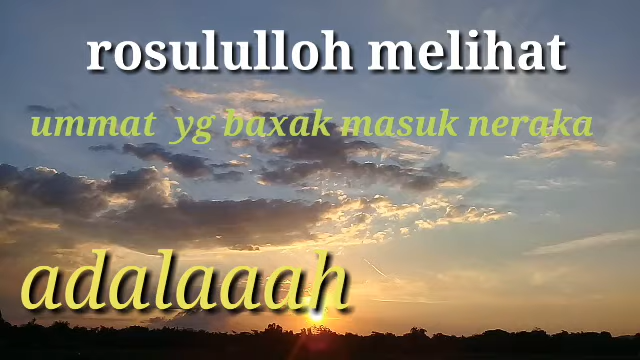 rosululloh melihat
ummat yg baxak masuk neraka
adalaaah